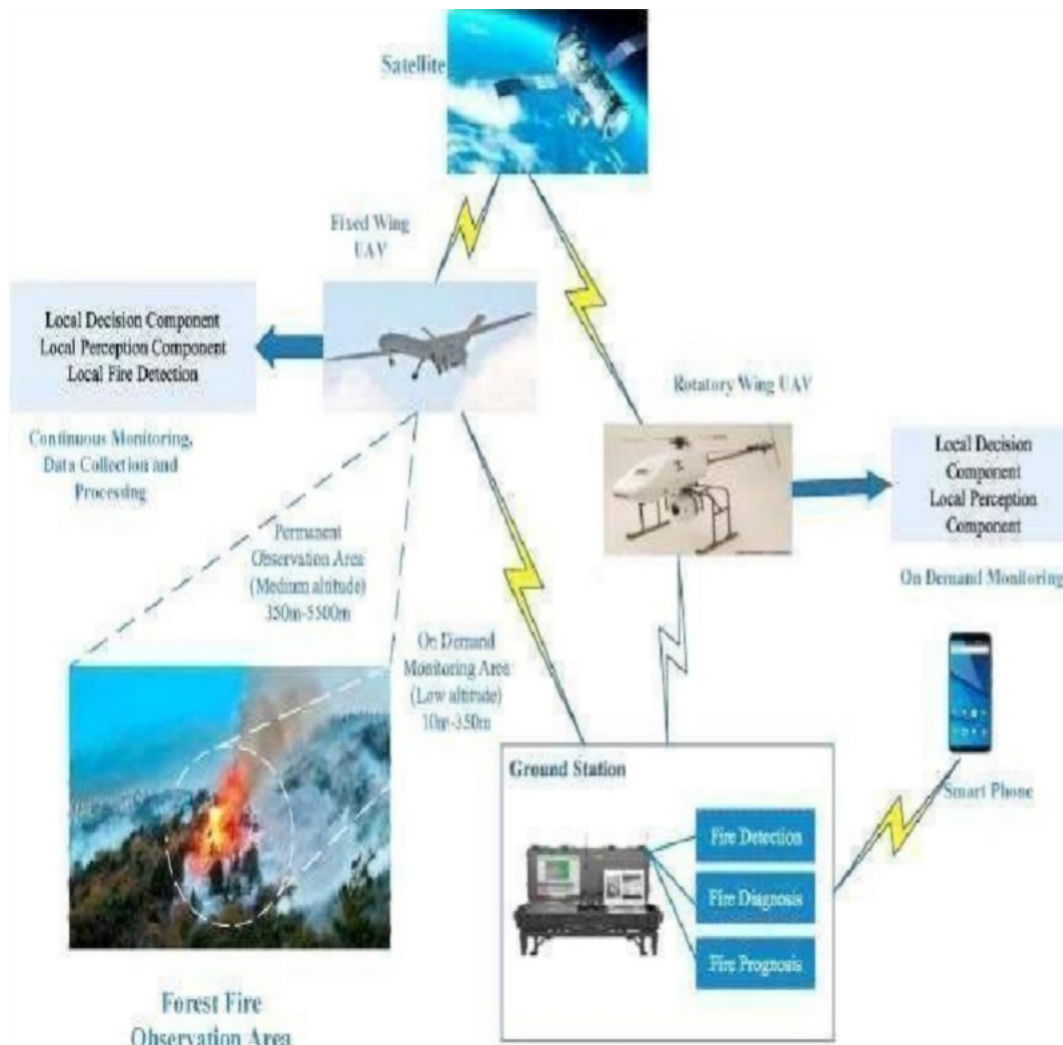 Satellite
Fixed Wing
UAV
Local Decision Component
Local Perception Component
Local Fire Detection
Rotatory Wing UAV
Continuous Monitoring,
Data Collection and
Processing
Local Decision
Component
Local Perception
Component
Permanent
Observation Area
(Medium altitude)
350m-5500m
On Demand Monitoring
On Demand
Monitoring Area
(Low altitude)
10m-350m
Ground Station
Smart Phone
Fire Detection
Fire Diagnosis
Fire Prognosis
Forest Fire
Observation Area